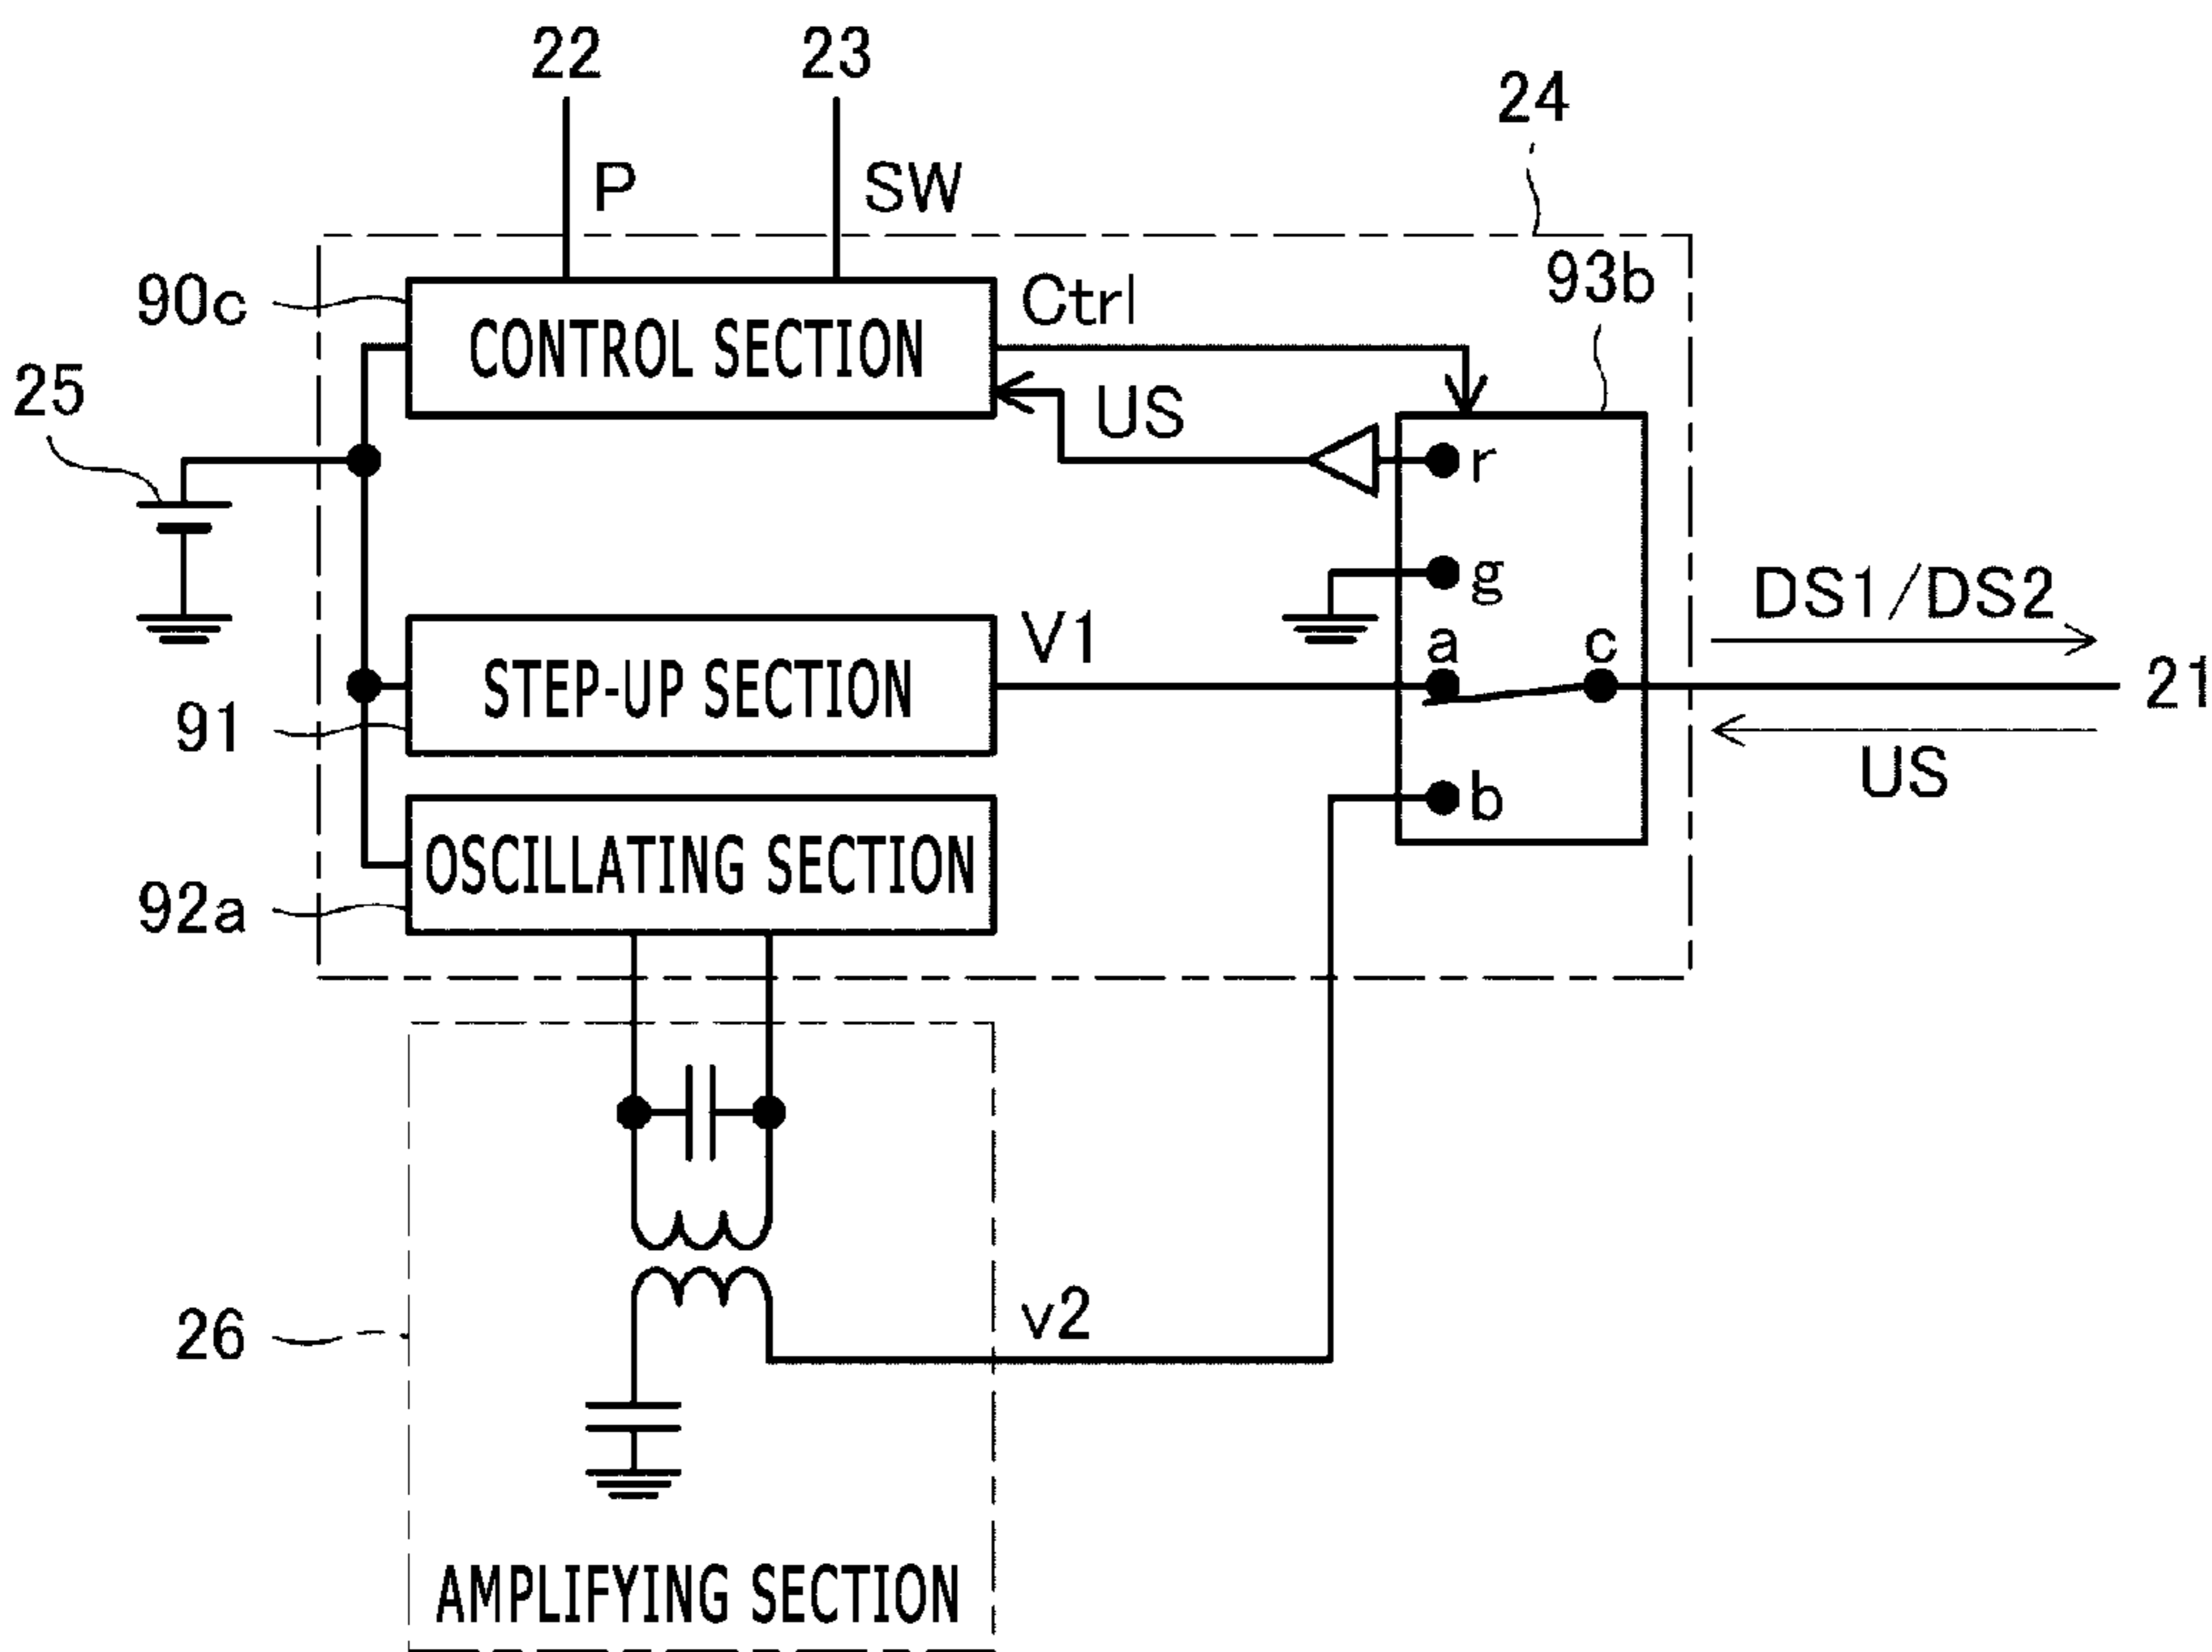 22
23
24
P
SW
90c
Ctrl
93b
CONTROL SECTION
25
US
r
g
DS1/DS2
V1
a
c
STEP-UP SECTION
21
91
US
b
OSCILLATING SECTION
92a
26
v2
AMPLIFYING SECTION